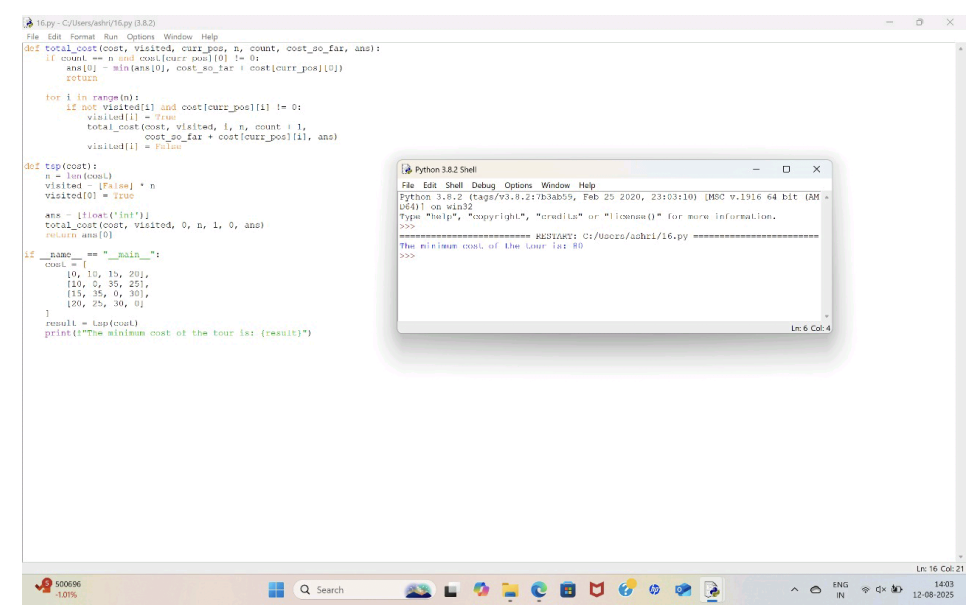 16.py - C:/Users/ashri/16.py (3.8.2)
File Edit Format Run Options Window Help
def total_cost(cost, visited, curr_pos, n, count, cost_so_far, ans):
    if count == n and cost[curr_pos][0] != 0:
        ans[0] = min(ans[0], cost_so_far + cost[curr_pos][0])
        return

    for i in range(n):
        if not visited[i] and cost[curr_pos][i] != 0:
            visited[i] = True
            total_cost(cost, visited, i, n, count + 1,
                       cost_so_far + cost[curr_pos][i], ans)
            visited[i] = False

def tsp(cost):
    n = len(cost)
    visited = [False] * n
    visited[0] = True

    ans = [float('inf')]
    total_cost(cost, visited, 0, n, 1, 0, ans)
    return ans[0]

if __name__ == "__main__":
    cost = [
        [0, 10, 15, 20],
        [10, 0, 35, 25],
        [15, 35, 0, 30],
        [20, 25, 30, 0]
    ]
    result = tsp(cost)
    print(f"The minimum cost of the tour is: {result}")
Python 3.8.2 Shell
File Edit Shell Debug Options Window Help
Python 3.8.2 (tags/v3.8.2:7b3ab59, Feb 25 2020, 23:03:10) [MSC v.1916 64 bit (AM
D64)] on win32
Type "help", "copyright", "credits" or "license()" for more information.
>>>
========================= RESTART: C:/Users/ashri/16.py ========================
The minimum cost of the tour is: 80
>>>
Ln: 6 Col: 4
Ln: 16 Col: 21
5
500696
-1.01%
Search
ENG
IN
14:03
12-08-2025